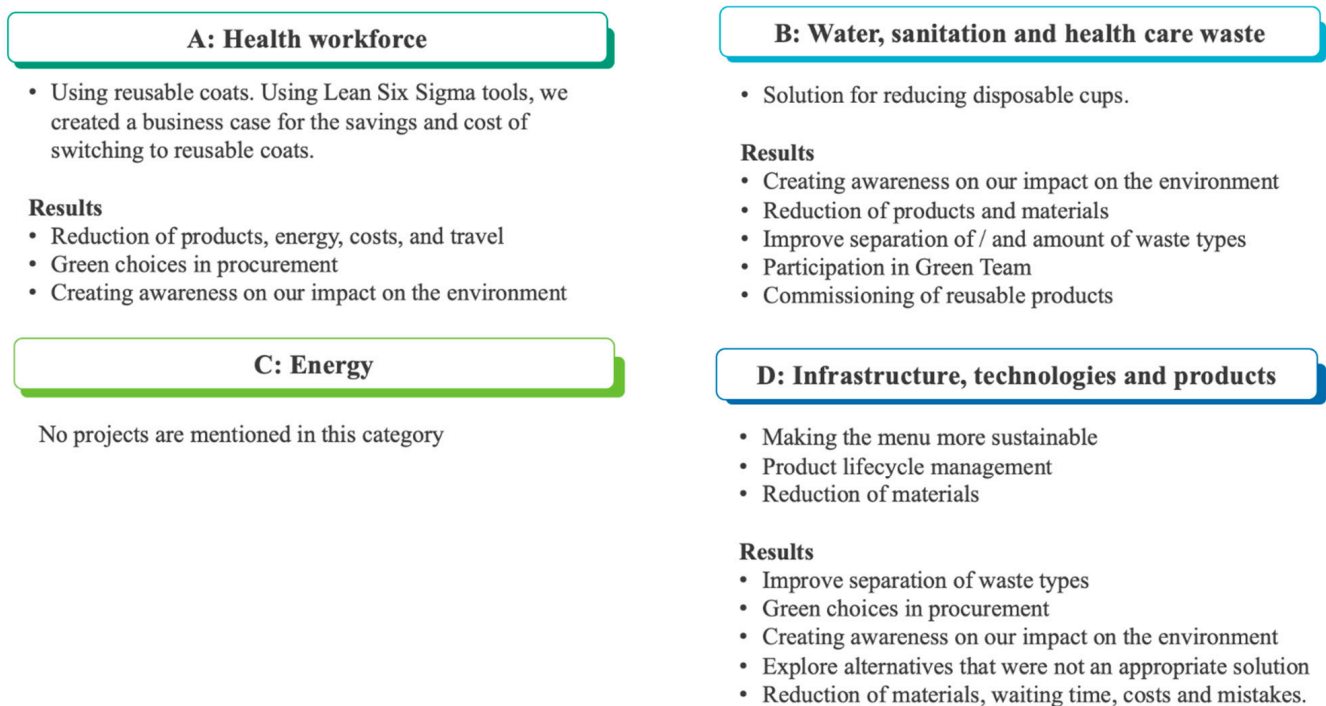 A: Health workforce
• Using reusable coats. Using Lean Six Sigma tools, we
created a business case for the savings and cost of
switching to reusable coats.
Results
• Reduction of products, energy, costs, and travel
• Green choices in procurement
• Creating awareness on our impact on the environment
B: Water, sanitation and health care waste
• Solution for reducing disposable cups.
Results
• Creating awareness on our impact on the environment
• Reduction of products and materials
• Improve separation of / and amount of waste types
• Participation in Green Team
• Commissioning of reusable products
C: Energy
No projects are mentioned in this category
D: Infrastructure, technologies and products
• Making the menu more sustainable
• Product lifecycle management
• Reduction of materials
Results
• Improve separation of waste types
• Green choices in procurement
• Creating awareness on our impact on the environment
• Explore alternatives that were not an appropriate solution
• Reduction of materials, waiting time, costs and mistakes.